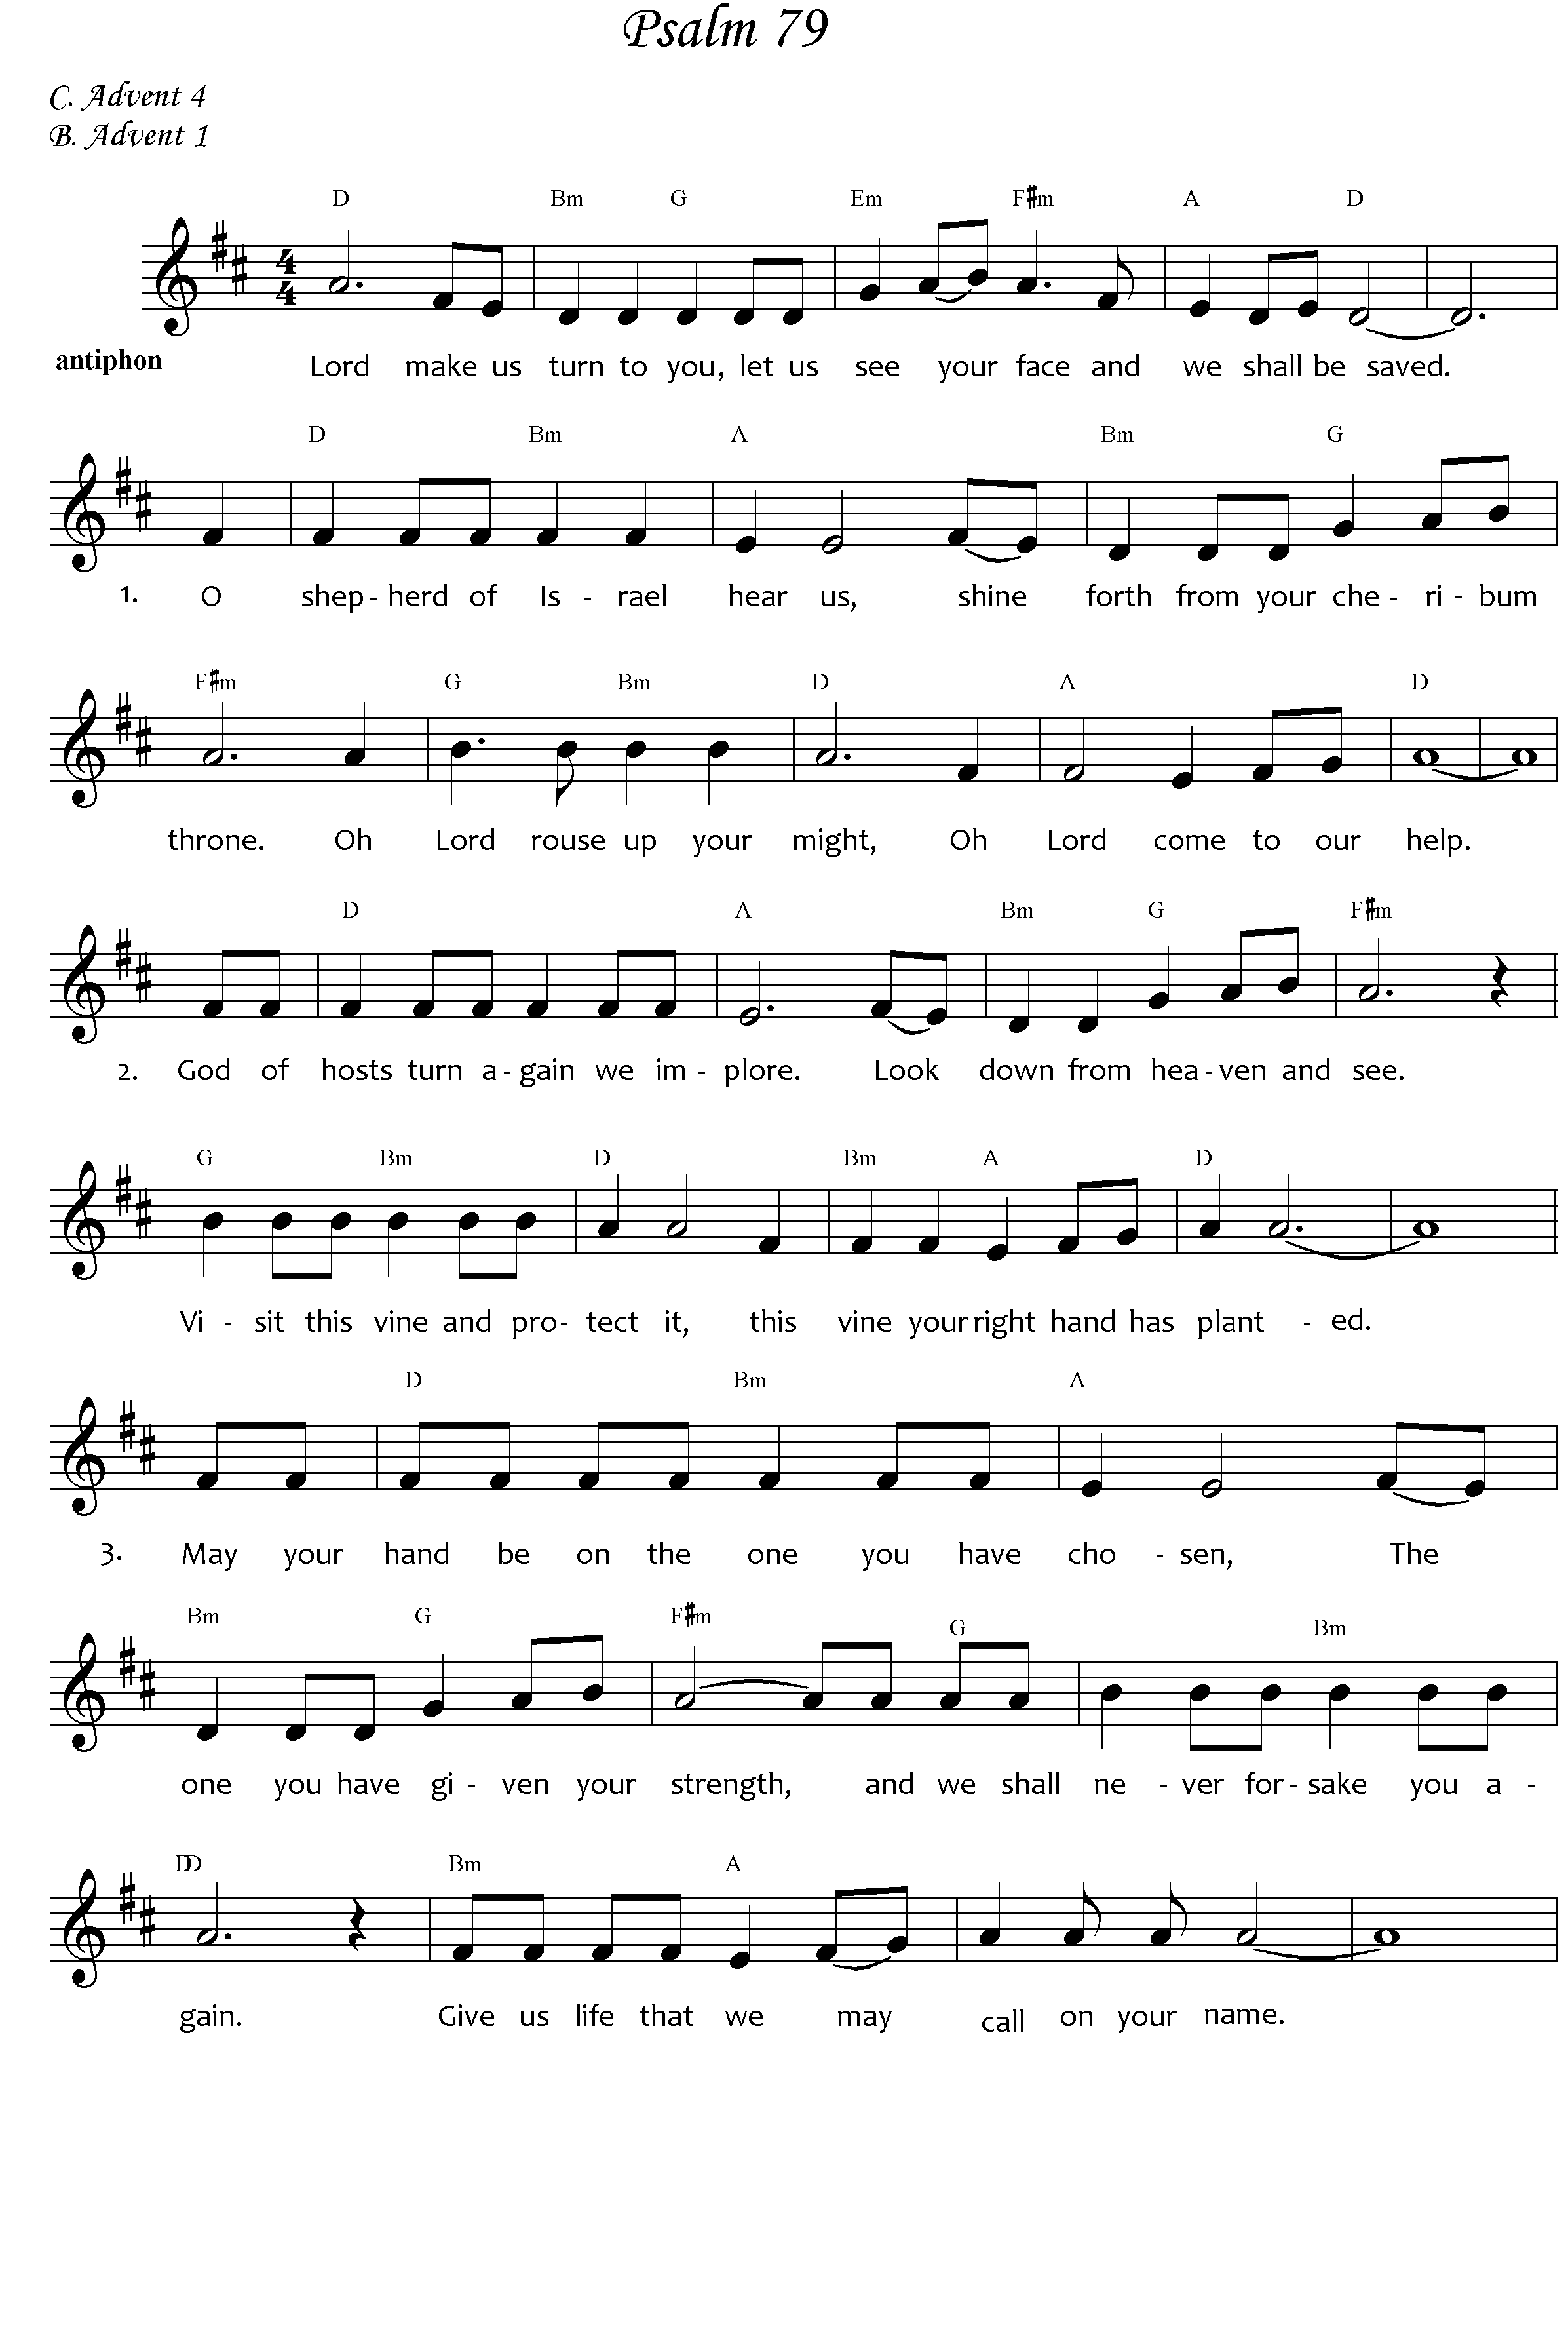 Psalm 79
C. Advent 4
B. Advent 1
D Bm G Em F#m A D
4
4
antiphon Lord make us turn to you, let us see your face and we shall be saved.
D Bm A Bm G
1. O shep - herd of Is - rael hear us, shine forth from your che - ri - bum
F#m G Bm D A D
throne. Oh Lord rouse up your might, Oh Lord come to our help.
D A Bm G F#m
2. God of hosts turn a - gain we im - plore. Look down from hea - ven and see.
G Bm D Bm A D
Vi - sit this vine and pro - tect it, this vine your right hand has plant - ed.
D Bm A
3. May your hand be on the one you have cho - sen, The
Bm G F#m G Bm
one you have gi - ven your strength, and we shall ne - ver for - sake you a -
DD Bm A
gain. Give us life that we may call on your name.